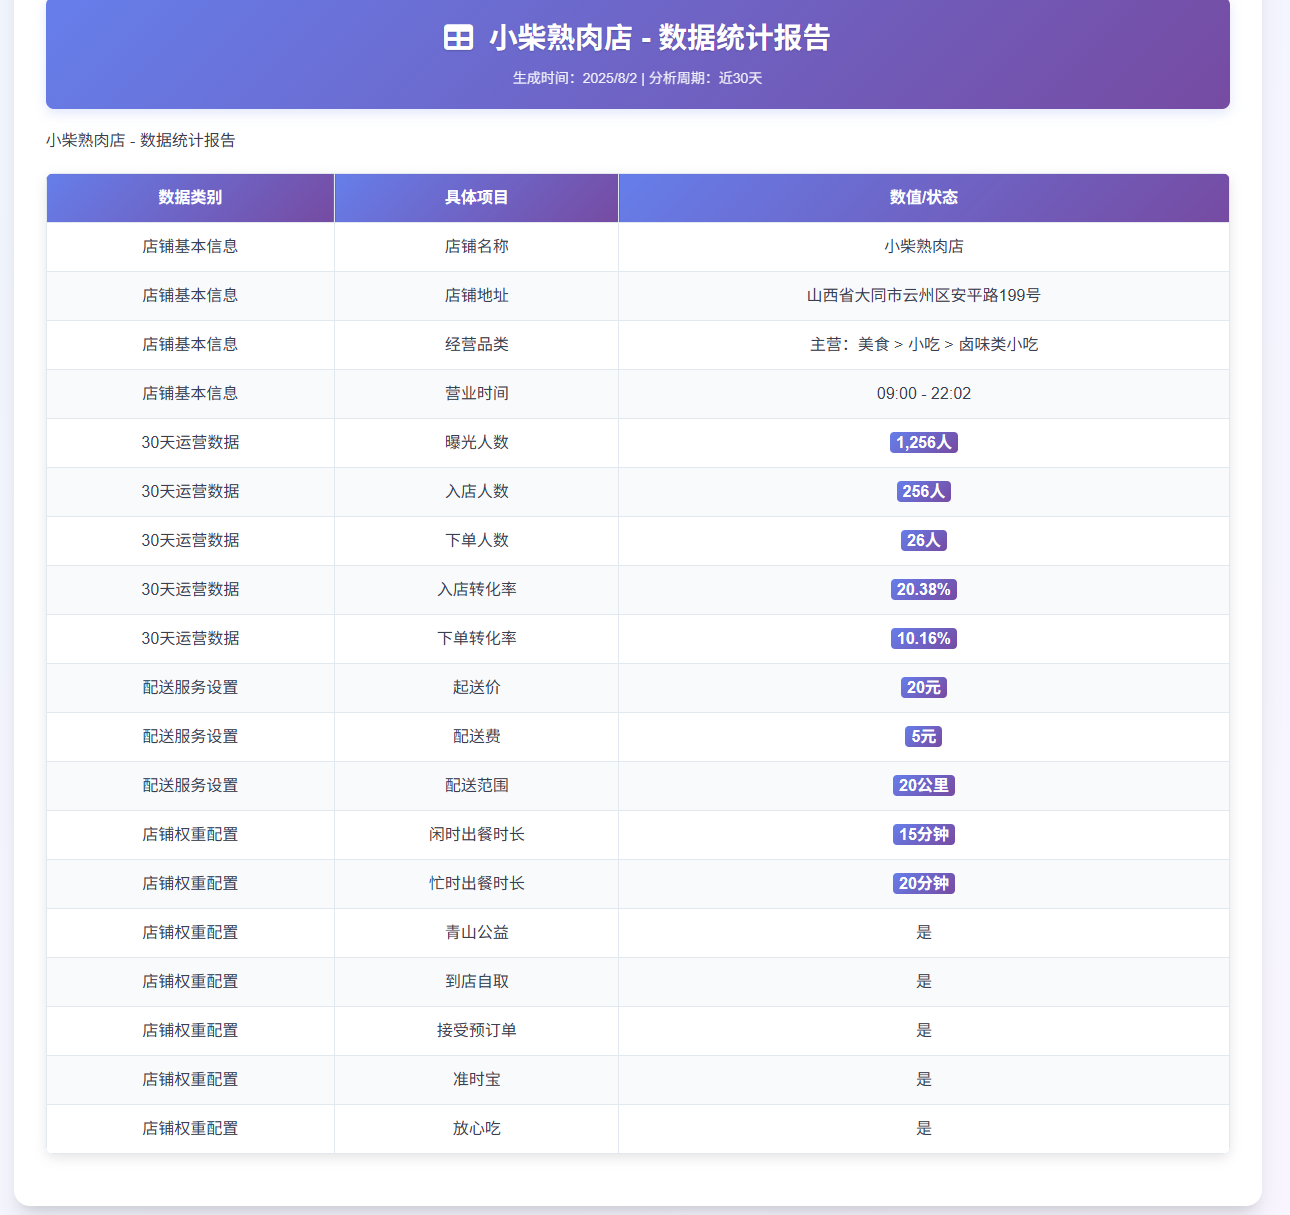 小柴熟肉店 - 数据统计报告
生成时间：2025/8/2 | 分析周期：近30天
小柴熟肉店 - 数据统计报告
数据类别 具体项目 数值/状态
店铺基本信息 店铺名称 小柴熟肉店
店铺基本信息 店铺地址 山西省大同市云州区安平路199号
店铺基本信息 经营品类 主营：美食 > 小吃 > 卤味类小吃
店铺基本信息 营业时间 09:00 - 22:02
30天运营数据 曝光人数 1,256人
30天运营数据 入店人数 256人
30天运营数据 下单人数 26人
30天运营数据 入店转化率 20.38%
30天运营数据 下单转化率 10.16%
配送服务设置 起送价 20元
配送服务设置 配送费 5元
配送服务设置 配送范围 20公里
店铺权重配置 闲时出餐时长 15分钟
店铺权重配置 忙时出餐时长 20分钟
店铺权重配置 青山公益 是
店铺权重配置 到店自取 是
店铺权重配置 接受预订单 是
店铺权重配置 准时宝 是
店铺权重配置 放心吃 是